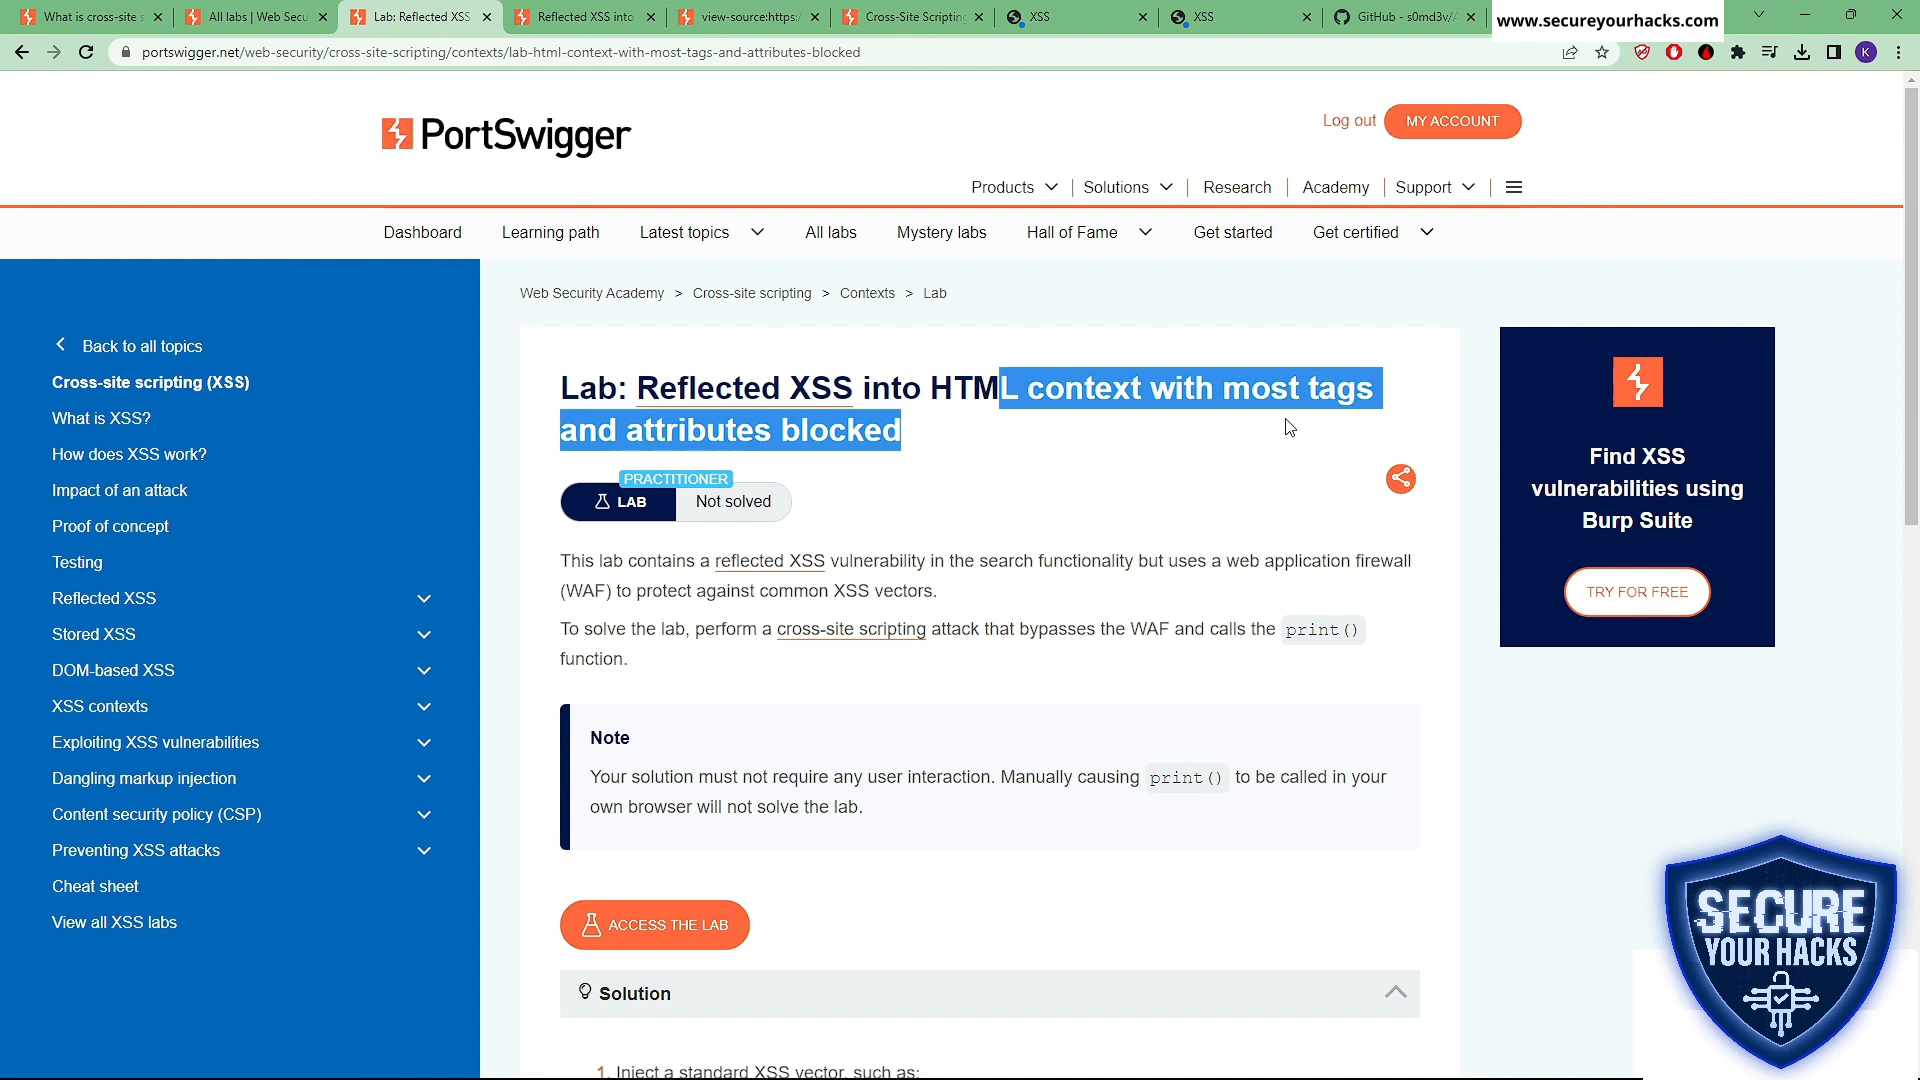 What is cross-site s
All labs | Web Secu
Lab: Reflected XSS
Reflected XSS into
view-source:https:/
Cross-Site Scripting
XSS
XSS
GitHub - s0md3v/
www.secureyourhacks.com
portswigger.net/web-security/cross-site-scripting/contexts/lab-html-context-with-most-tags-and-attributes-blocked
K
PortSwigger
Log out
MY ACCOUNT
Products
Solutions
Research
Academy
Support
Dashboard
Learning path
Latest topics
All labs
Mystery labs
Hall of Fame
Get started
Get certified
Web Security Academy > Cross-site scripting > Contexts > Lab
Back to all topics
Cross-site scripting (XSS)
What is XSS?
How does XSS work?
Impact of an attack
Proof of concept
Testing
Reflected XSS
Stored XSS
DOM-based XSS
XSS contexts
Exploiting XSS vulnerabilities
Dangling markup injection
Content security policy (CSP)
Preventing XSS attacks
Cheat sheet
View all XSS labs
Lab: Reflected XSS into HTML context with most tags
and attributes blocked
PRACTITIONER
LAB
Not solved
This lab contains a reflected XSS vulnerability in the search functionality but uses a web application firewall
(WAF) to protect against common XSS vectors.
To solve the lab, perform a cross-site scripting attack that bypasses the WAF and calls the print()
function.
Note
Your solution must not require any user interaction. Manually causing print() to be called in your
own browser will not solve the lab.
ACCESS THE LAB
Solution
1. Inject a standard XSS vector, such as:
Find XSS
vulnerabilities using
Burp Suite
TRY FOR FREE
SECURE
YOUR HACKS